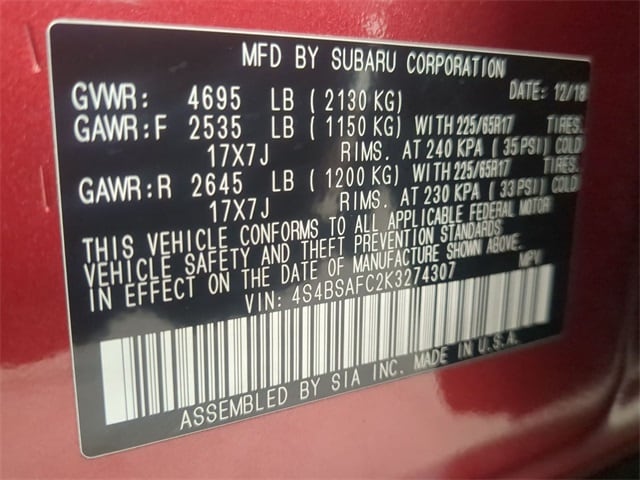 MFD BY SUBARU CORPORATION
DATE: 12/18
GVWR: 4695 LB ( 2130 KG)
GAWR:F 2535 LB ( 1150 KG) WITH 225/65R17 TIRES,
17X7J RIMS. AT 240 KPA ( 35 PSI) COLD
GAWR:R 2645 LB ( 1200 KG) WITH 225/65R17 TIRES,
17X7J RIMS. AT 230 KPA ( 33 PSI) COLD
THIS VEHICLE CONFORMS TO ALL APPLICABLE FEDERAL MOTOR
VEHICLE SAFETY AND THEFT PREVENTION STANDARDS
IN EFFECT ON THE DATE OF MANUFACTURE SHOWN ABOVE.
VIN: 4S4BSAFC2K3274307 MPV
ASSEMBLED BY SIA INC. MADE IN U.S.A.